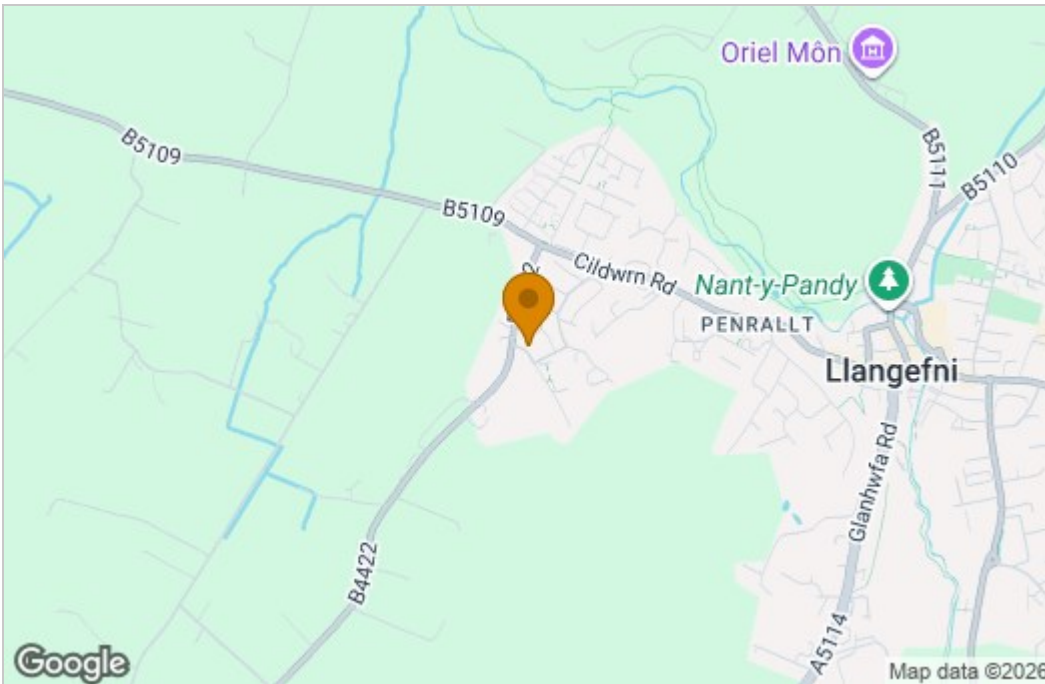 Oriel Môn
B5109
B5111
B5110
B5109
Cildwrn Rd
Nant-y-Pandy
PENRALLT
Llangefni
Glanhwfa Rd
B4422
A5114
Google
Map data ©2026